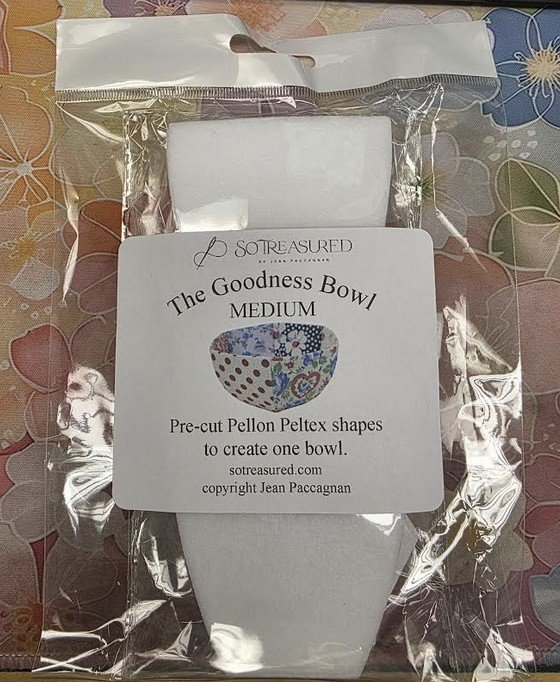 SOTREASURED
BY JEAN PACCAGNAN
The Goodness Bowl
MEDIUM
Pre-cut Pellon Peltex shapes
to create one bowl.
sotreasured.com
copyright Jean Paccagnan